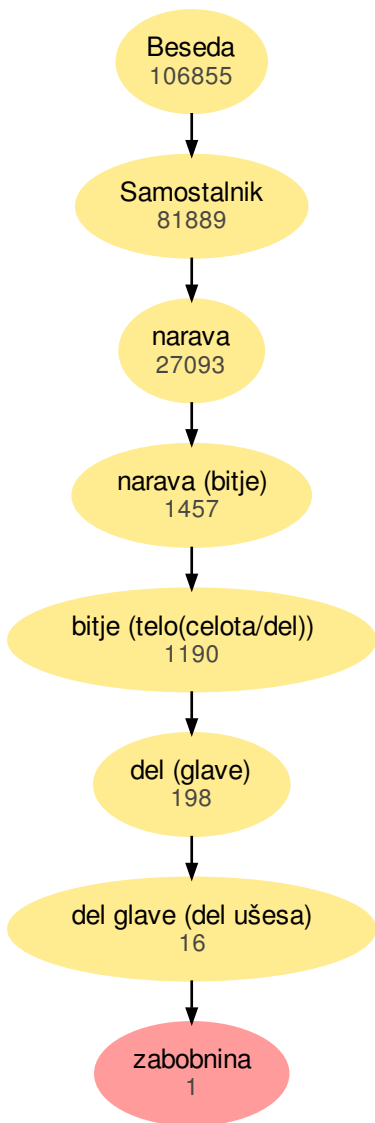 Beseda
106855
Samostalnik
81889
narava
27093
narava (bitje)
1457
bitje (telo(celota/del))
1190
del (glave)
198
del glave (del ušesa)
16
zabobnina
1